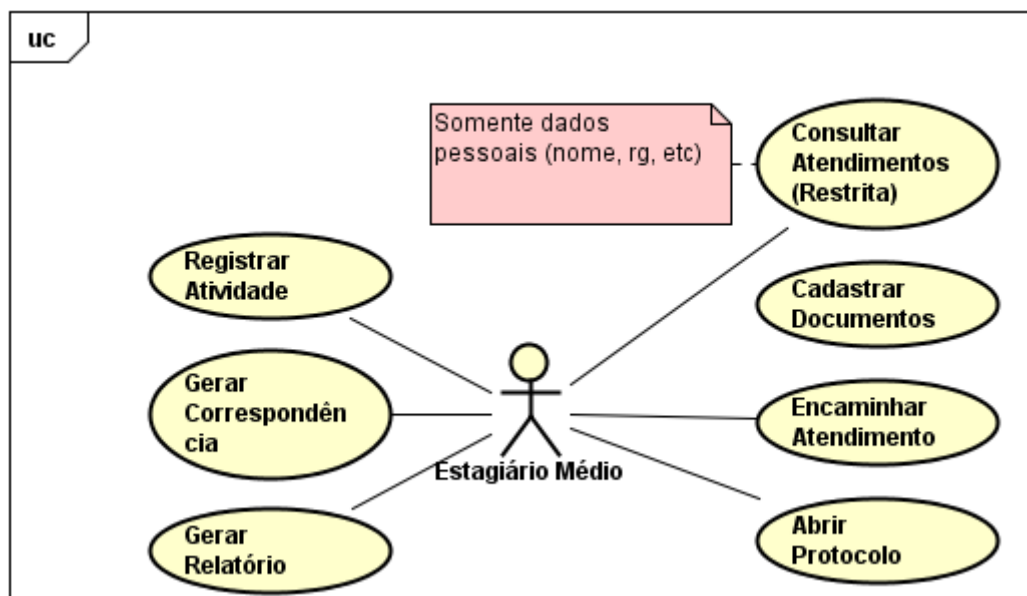 uc
Somente dados
pessoais (nome, rg, etc)
Consultar
Atendimentos
(Restrita)
Registrar
Atividade
Cadastrar
Documentos
Gerar
Correspondên
cia
Encaminhar
Atendimento
Estagiário Médio
Gerar
Relatório
Abrir
Protocolo